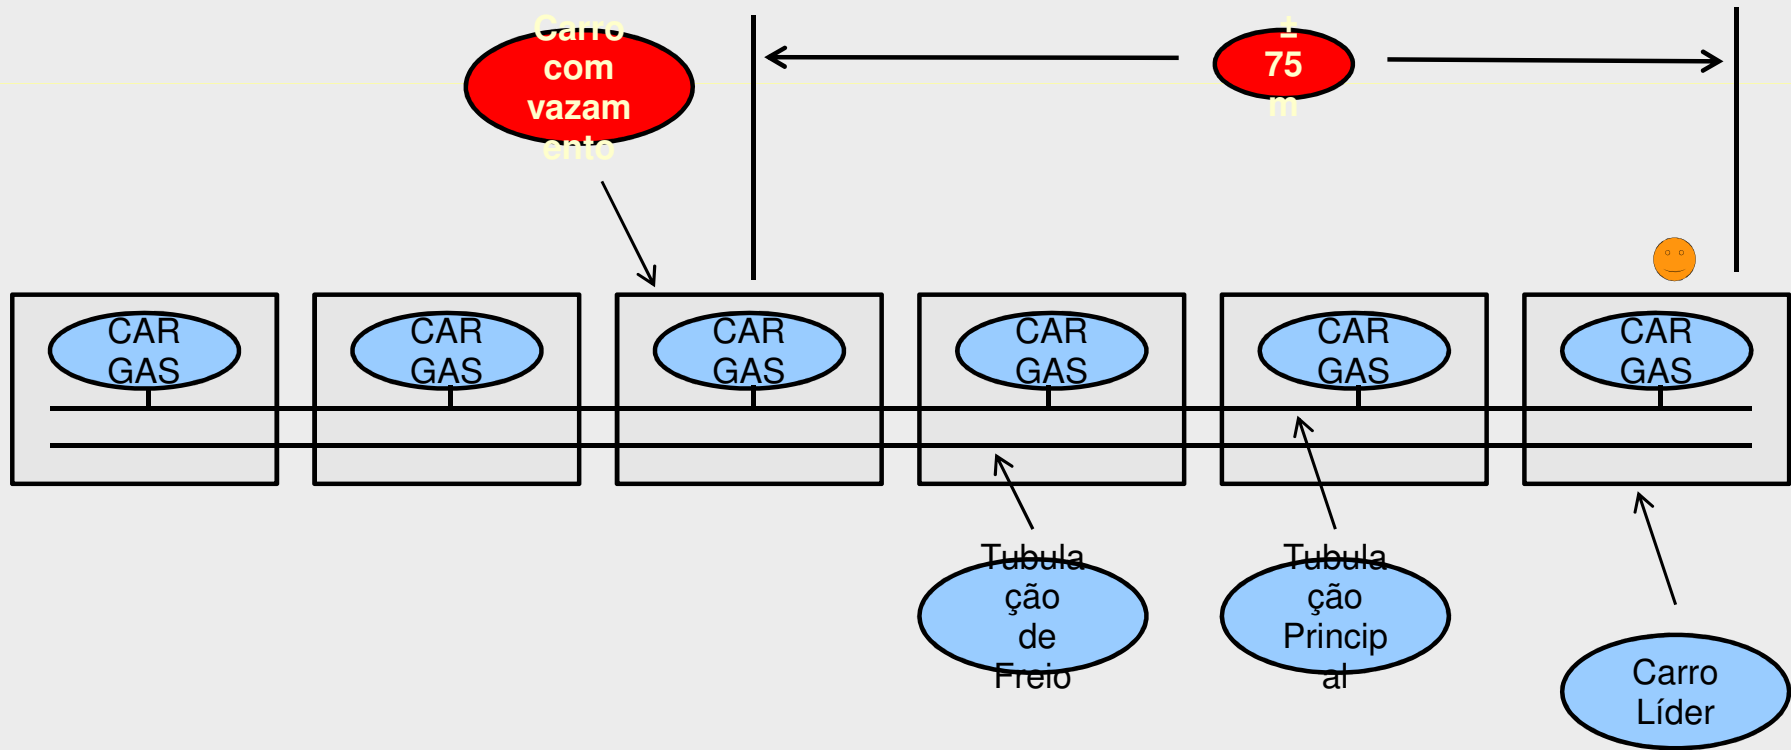 Carro
com
vazam
ento
±
75
m
CAR
GAS
CAR
GAS
CAR
GAS
CAR
GAS
CAR
GAS
CAR
GAS
Tubula
ção
de
Freio
Tubula
ção
Princip
al
Carro
Líder